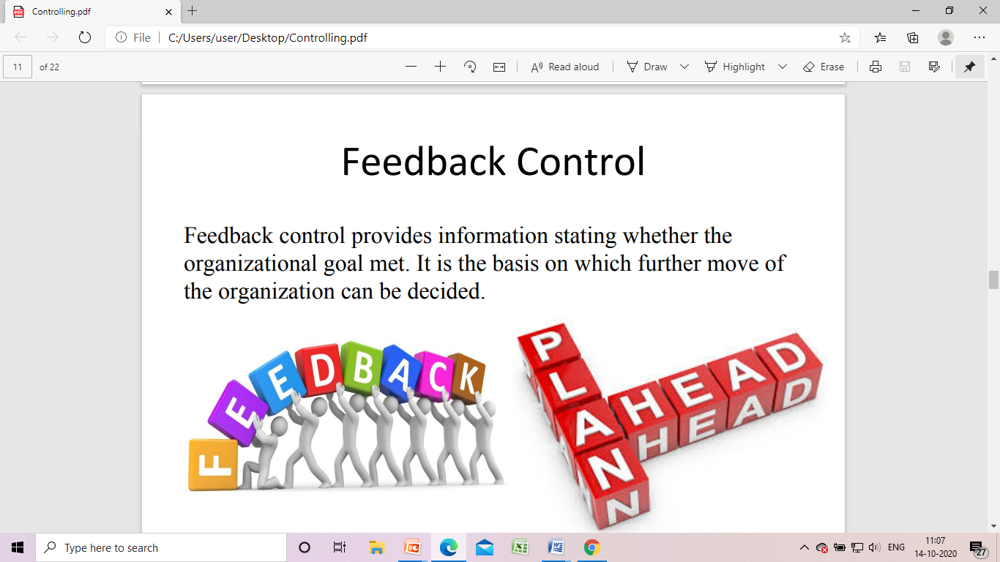 Controlling.pdf
File
C:/Users/user/Desktop/Controlling.pdf
11 of 22
Read aloud
Draw
Highlight
Erase
Feedback Control
Feedback control provides information stating whether the
organizational goal met. It is the basis on which further move of
the organization can be decided.
FEEDBACK
PLAN
AHEAD
Type here to search
ENG
11:07
14-10-2020
27